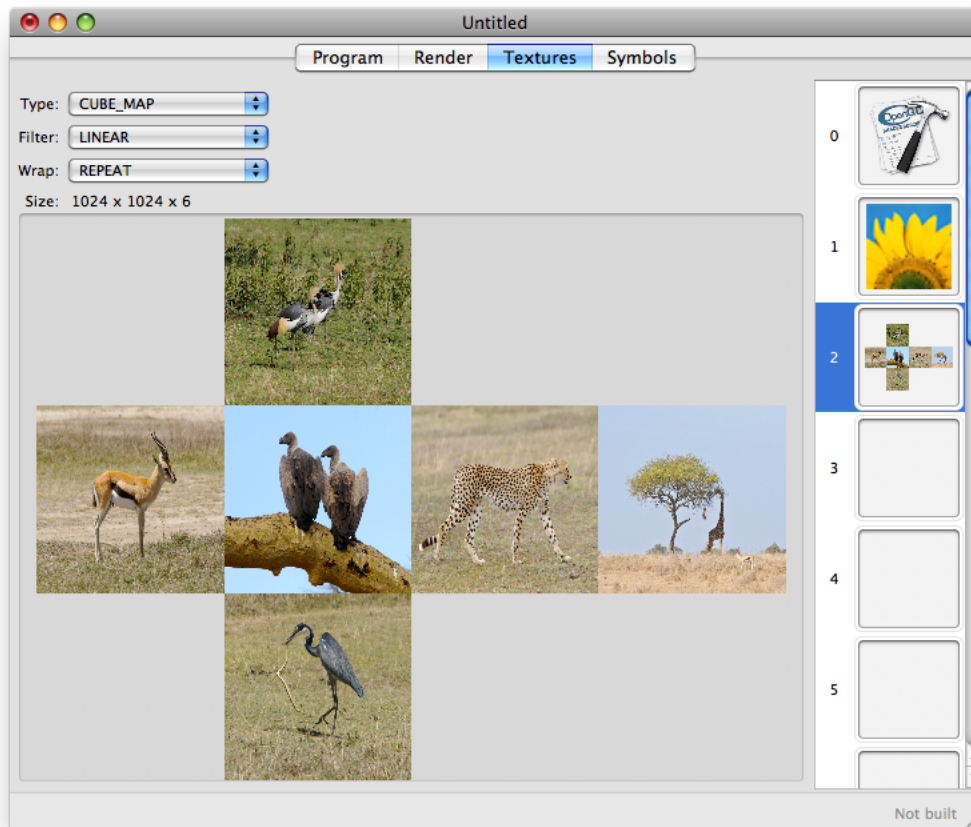 Untitled
Program Render Textures Symbols
Type: CUBE_MAP
Filter: LINEAR
Wrap: REPEAT
Size: 1024 x 1024 x 6
0
OpenGL
1
2
3
4
5
Not built